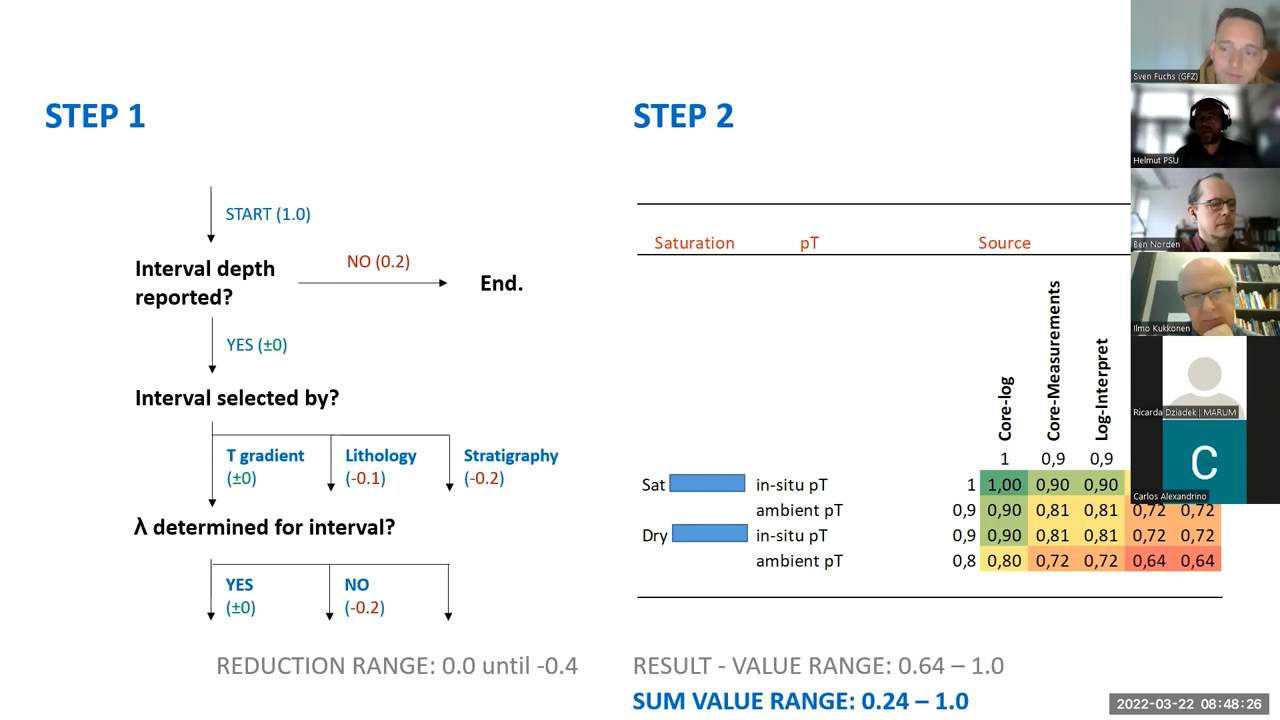 STEP 1
START (1.0)
Interval depth
reported?
NO (0.2)
End.
YES (±0)
Interval selected by?
T gradient
(±0)
Lithology
(-0.1)
Stratigraphy
(-0.2)
λ determined for interval?
YES
(±0)
NO
(-0.2)
REDUCTION RANGE: 0.0 until -0.4
STEP 2
Saturation pT Source
Core-log
Core-Measurements
Log-Interpret
1 0,9 0,9
Sat in-situ pT 1 1,00 0,90 0,90
ambient pT 0,9 0,90 0,81 0,81 0,72 0,72
Dry in-situ pT 0,9 0,90 0,81 0,81 0,72 0,72
ambient pT 0,8 0,80 0,72 0,72 0,64 0,64
RESULT - VALUE RANGE: 0.64 – 1.0
SUM VALUE RANGE: 0.24 – 1.0
Sven Fuchs (GFZ)
Helmut PSU
Ben Norden
Ilmo Kukkonen
Ricarda Dziadek | MARUM
C
Carlos Alexandrino
2022-03-22 08:48:26